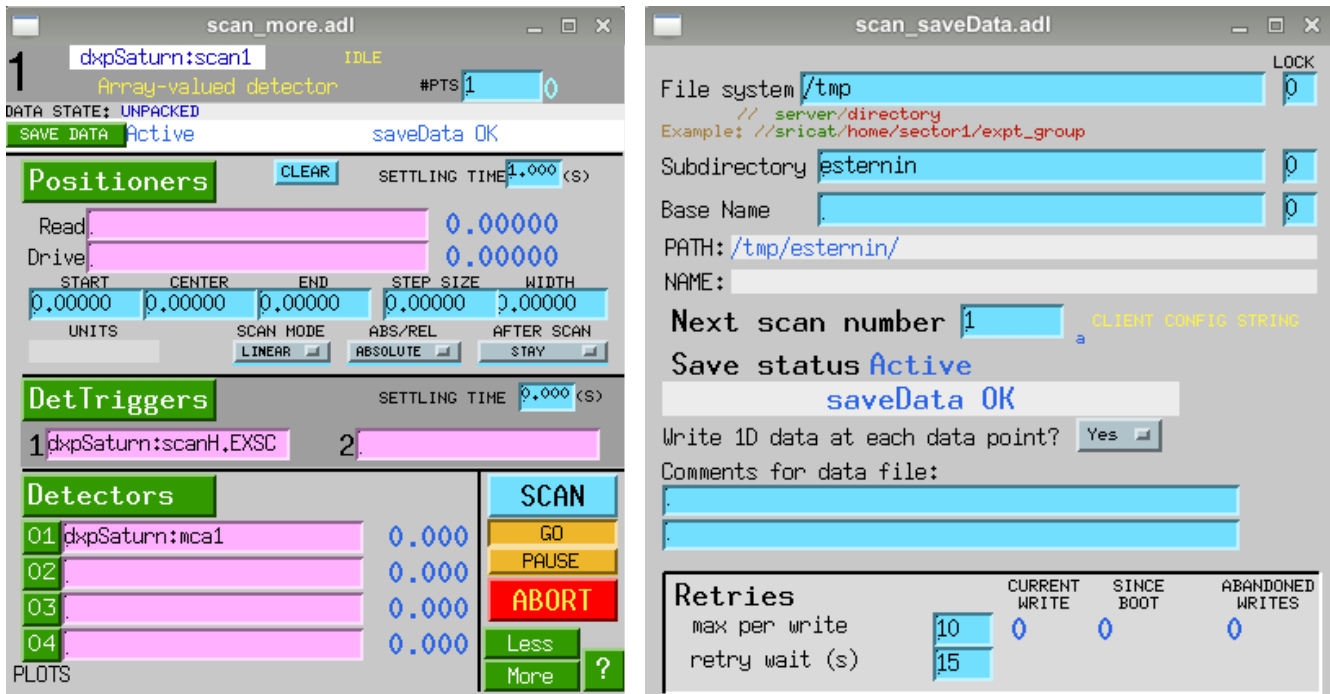 scan_more.adl
1
dxpSaturn:scan1 IDLE
Array-valued detector #PTS 1 0
DATA STATE: UNPACKED
SAVE DATA Active saveData OK
Positioners CLEAR SETTLING TIME 1.000 (S)
Read 0.00000
Drive 0.00000
START CENTER END STEP SIZE WIDTH
0.00000 0.00000 0.00000 0.00000 0.00000
UNITS SCAN MODE ABS/REL AFTER SCAN
LINEAR ABSOLUTE STAY
DetTriggers SETTLING TIME 0.000 (S)
1 dxpSaturn:scanH.EXSC 2
Detectors SCAN
01 dxpSaturn:mca1 0.000 GO
02 0.000 PAUSE
03 0.000 ABORT
04 0.000 Less
PLOTS More ?
scan_saveData.adl
LOCK
File system /tmp 0
// server/directory
Example: //sricat/home/sector1/expt_group
Subdirectory esternin 0
Base Name 0
PATH: /tmp/esternin/
NAME:
Next scan number 1 a CLIENT CONFIG STRING
Save status Active
saveData OK
Write 1D data at each data point? Yes
Comments for data file:
Retries CURRENT WRITE SINCE BOOT ABANDONED WRITES
max per write 10 0 0 0
retry wait (s) 15